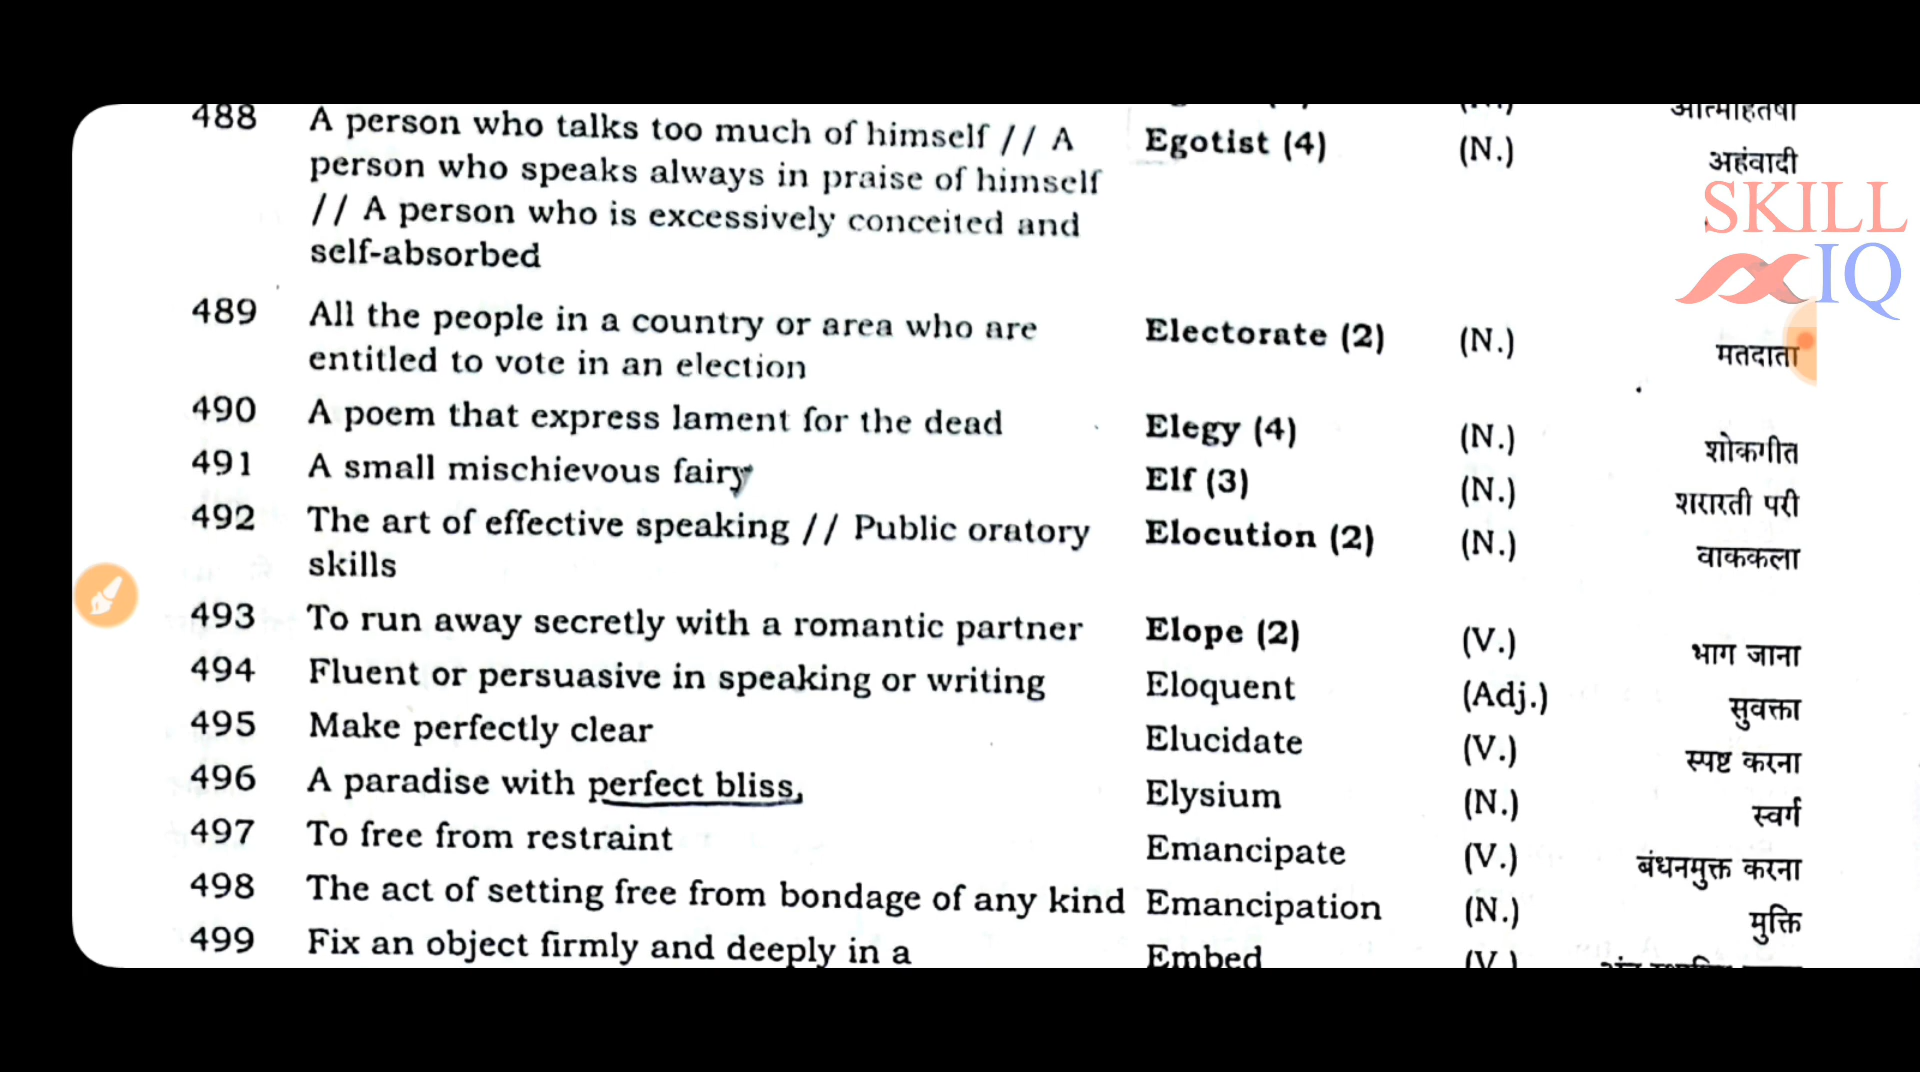 488 A person who talks too much of himself // A Egotist (4) (N.) अहंवादी
person who speaks always in praise of himself
// A person who is excessively conceited and
self-absorbed
SKILL
IQ
489 All the people in a country or area who are Electorate (2) (N.) मतदाता
entitled to vote in an election
490 A poem that express lament for the dead Elegy (4) (N.) शोकगीत
491 A small mischievous fairy Elf (3) (N.) शरारती परी
492 The art of effective speaking // Public oratory Elocution (2) (N.) वाककला
skills
493 To run away secretly with a romantic partner Elope (2) (V.) भाग जाना
494 Fluent or persuasive in speaking or writing Eloquent (Adj.) सुवक्ता
495 Make perfectly clear Elucidate (V.) स्पष्ट करना
496 A paradise with perfect bliss, Elysium (N.) स्वर्ग
497 To free from restraint Emancipate (V.) बंधनमुक्त करना
498 The act of setting free from bondage of any kind Emancipation (N.) मुक्ति
499 Fix an object firmly and deeply in a Embed (V.)